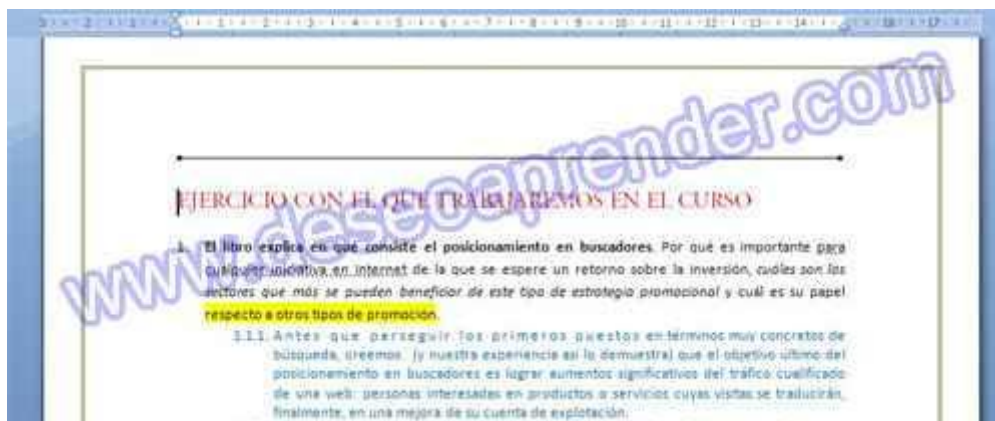 www.deseoaprender.com
EJERCICIO CON EL QUE TRABAJAREMOS EN EL CURSO
1. El libro explica en qué consiste el posicionamiento en buscadores. Por qué es importante para
cualquier iniciativa en Internet de la que se espere un retorno sobre la inversión, cuáles son los
sectores que más se pueden beneficiar de este tipo de estrategia promocional y cuál es su papel
respecto a otros tipos de promoción.
1.1.1. Antes que perseguir los primeros puestos en términos muy concretos de
búsqueda, creemos (y nuestra experiencia así lo demuestra) que el objetivo último del
posicionamiento en buscadores es lograr aumentos significativos del tráfico cualificado
de una web: personas interesadas en productos o servicios cuyas visitas se traducirán,
finalmente, en una mejora de su cuenta de explotación.